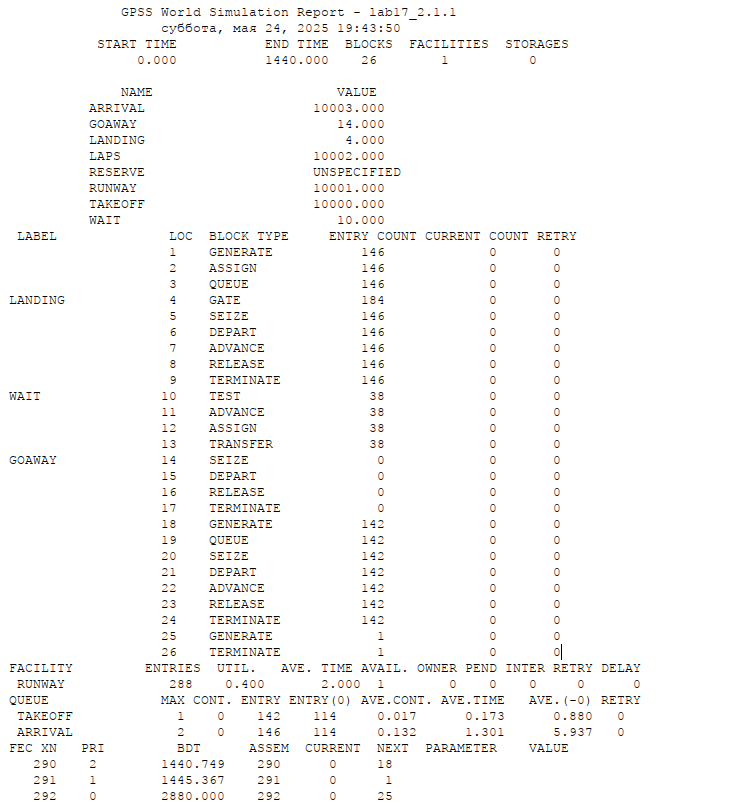 GPSS World Simulation Report - lab17_2.1.1
суббота, мая 24, 2025 19:43:50
START TIME END TIME BLOCKS FACILITIES STORAGES
0.000 1440.000 26 1 0
NAME VALUE
ARRIVAL 10003.000
GOAWAY 14.000
LANDING 4.000
LAPS 10002.000
RESERVE UNSPECIFIED
RUNWAY 10001.000
TAKEOFF 10000.000
WAIT 10.000
LABEL LOC BLOCK TYPE ENTRY COUNT CURRENT COUNT RETRY
1 GENERATE 146 0 0
2 ASSIGN 146 0 0
3 QUEUE 146 0 0
LANDING 4 GATE 184 0 0
5 SEIZE 146 0 0
6 DEPART 146 0 0
7 ADVANCE 146 0 0
8 RELEASE 146 0 0
9 TERMINATE 146 0 0
WAIT 10 TEST 38 0 0
11 ADVANCE 38 0 0
12 ASSIGN 38 0 0
13 TRANSFER 38 0 0
GOAWAY 14 SEIZE 0 0 0
15 DEPART 0 0 0
16 RELEASE 0 0 0
17 TERMINATE 0 0 0
18 GENERATE 142 0 0
19 QUEUE 142 0 0
20 SEIZE 142 0 0
21 DEPART 142 0 0
22 ADVANCE 142 0 0
23 RELEASE 142 0 0
24 TERMINATE 142 0 0
25 GENERATE 1 0 0
26 TERMINATE 1 0 0
FACILITY ENTRIES UTIL. AVE. TIME AVAIL. OWNER PEND INTER RETRY DELAY
RUNWAY 288 0.400 2.000 1 0 0 0 0 0
QUEUE MAX CONT. ENTRY ENTRY(0) AVE.CONT. AVE.TIME AVE.(-0) RETRY
TAKEOFF 1 0 142 114 0.017 0.173 0.880 0
ARRIVAL 2 0 146 114 0.132 1.301 5.937 0
FEC XN PRI BDT ASSEM CURRENT NEXT PARAMETER VALUE
290 2 1440.749 290 0 18
291 1 1445.367 291 0 1
292 0 2880.000 292 0 25